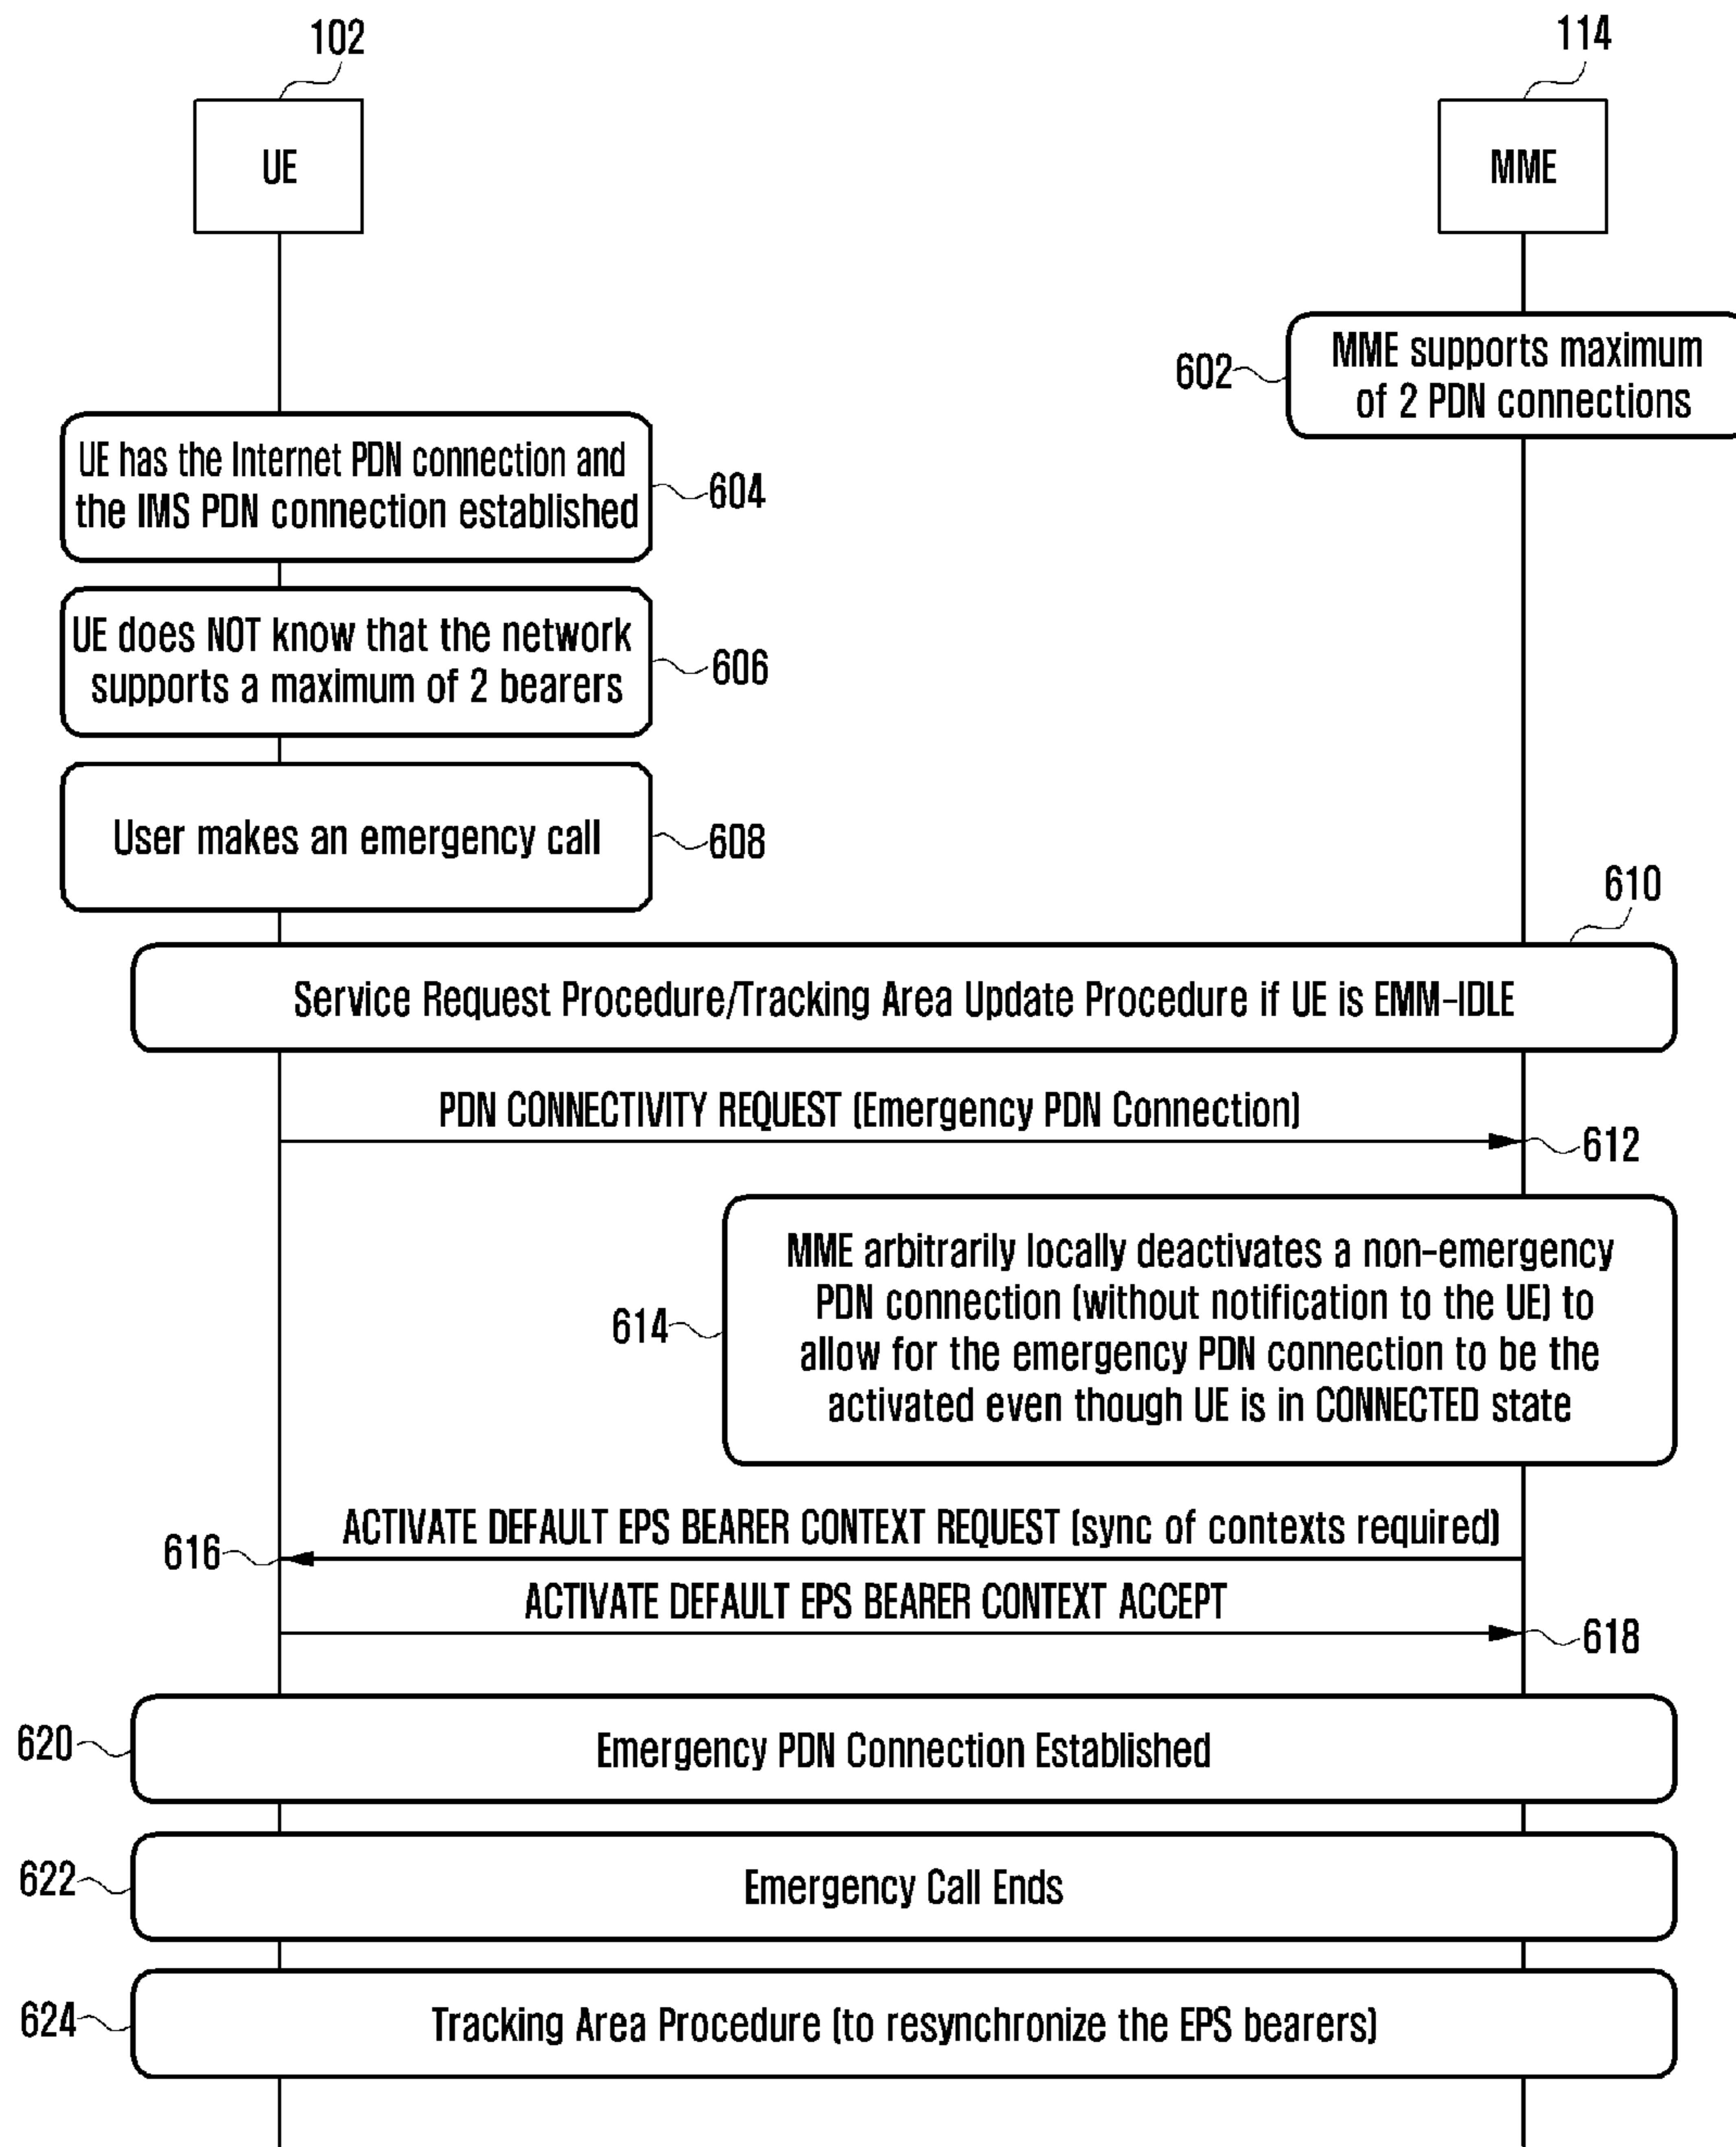 102
114
UE
MME
602
MME supports maximum
of 2 PDN connections
UE has the Internet PDN connection and
the IMS PDN connection established
604
UE does NOT know that the network
supports a maximum of 2 bearers
606
User makes an emergency call
608
610
Service Request Procedure/Tracking Area Update Procedure if UE is EMM-IDLE
PDN CONNECTIVITY REQUEST (Emergency PDN Connection)
612
614
MME arbitrarily locally deactivates a non-emergency
PDN connection (without notification to the UE) to
allow for the emergency PDN connection to be the
activated even though UE is in CONNECTED state
ACTIVATE DEFAULT EPS BEARER CONTEXT REQUEST (sync of contexts required)
616
ACTIVATE DEFAULT EPS BEARER CONTEXT ACCEPT
618
620
Emergency PDN Connection Established
622
Emergency Call Ends
624
Tracking Area Procedure (to resynchronize the EPS bearers)